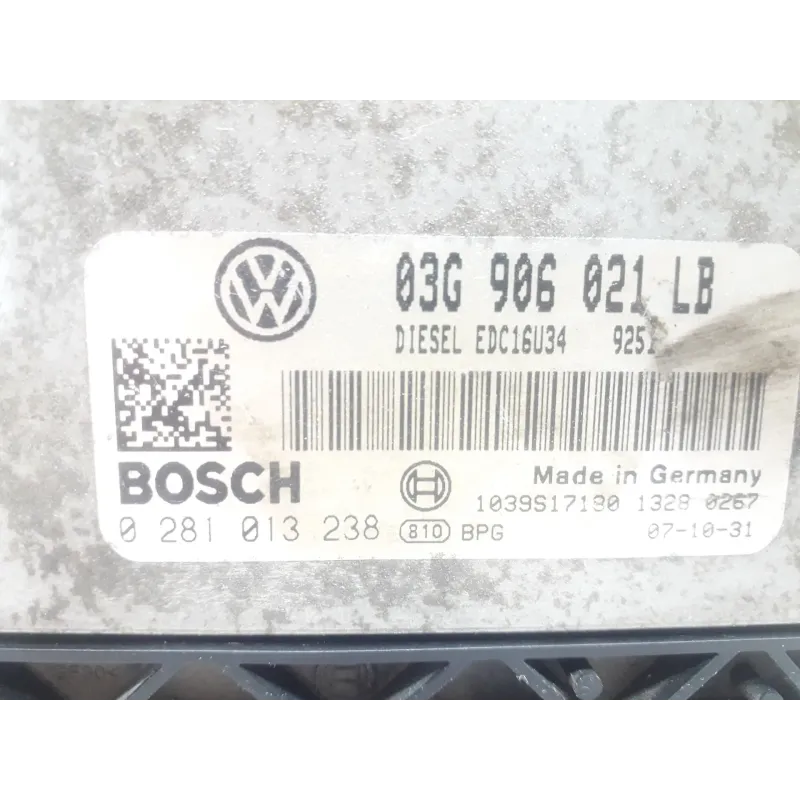 03G 906 021 LB
DIESEL EDC16U34 9251
BOSCH
Made in Germany
1039S17190 1328 0267
0 281 013 238 810 BPG 07-10-31